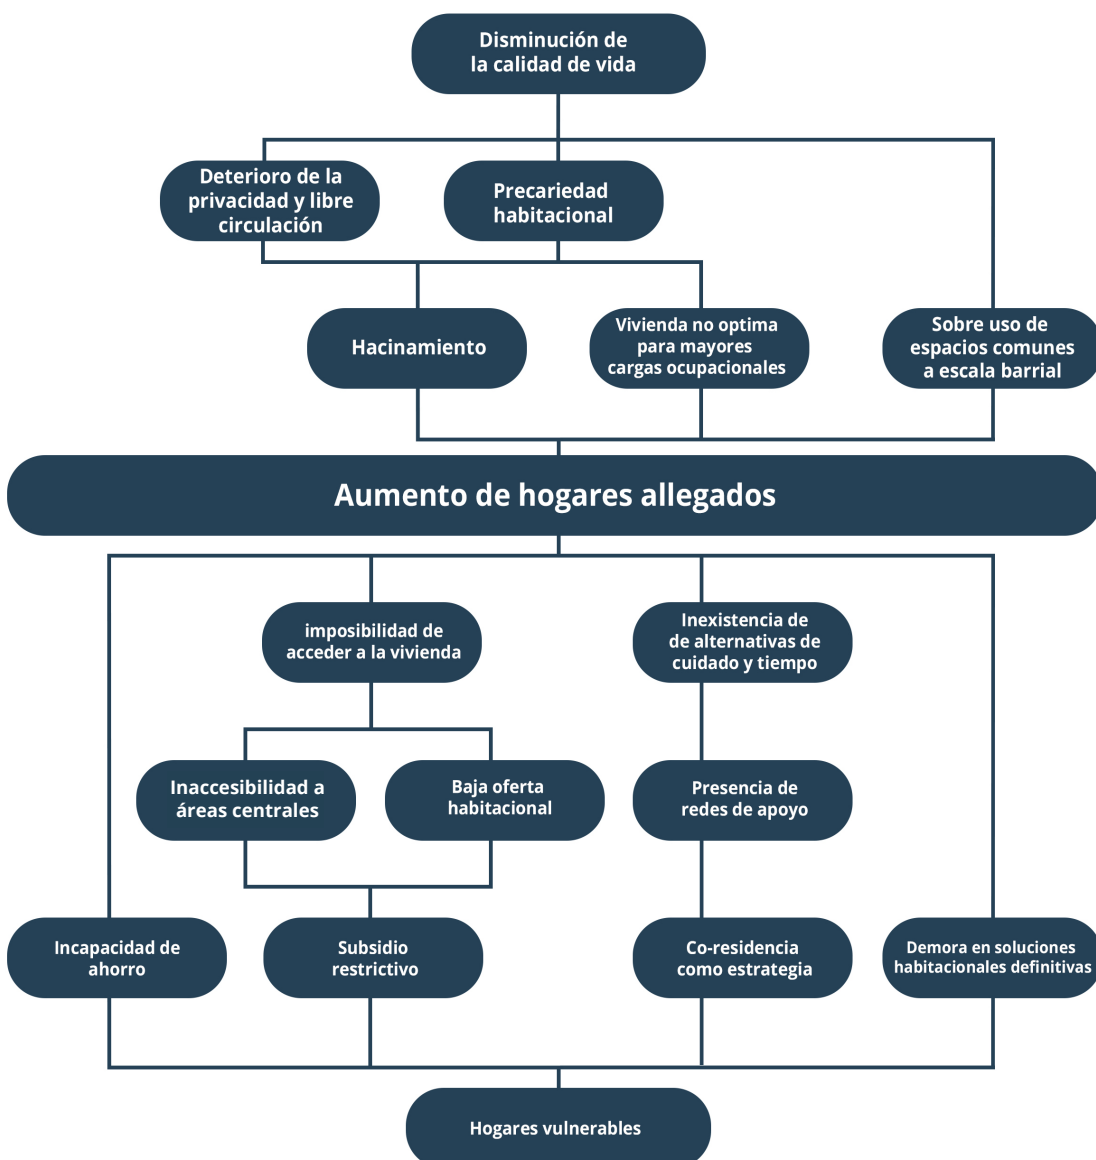 Disminución de
la calidad de vida
Deterioro de la
privacidad y libre
circulación
Precariedad
habitacional
Hacinamiento
Vivienda no optima
para mayores
cargas ocupacionales
Sobre uso de
espacios comunes
a escala barrial
Aumento de hogares allegados
imposibilidad de
acceder a la vivienda
Inexistencia de
de alternativas de
cuidado y tiempo
Inaccesibilidad a
áreas centrales
Baja oferta
habitacional
Presencia de
redes de apoyo
Incapacidad de
ahorro
Subsidio
restrictivo
Co-residencia
como estrategia
Demora en soluciones
habitacionales definitivas
Hogares vulnerables